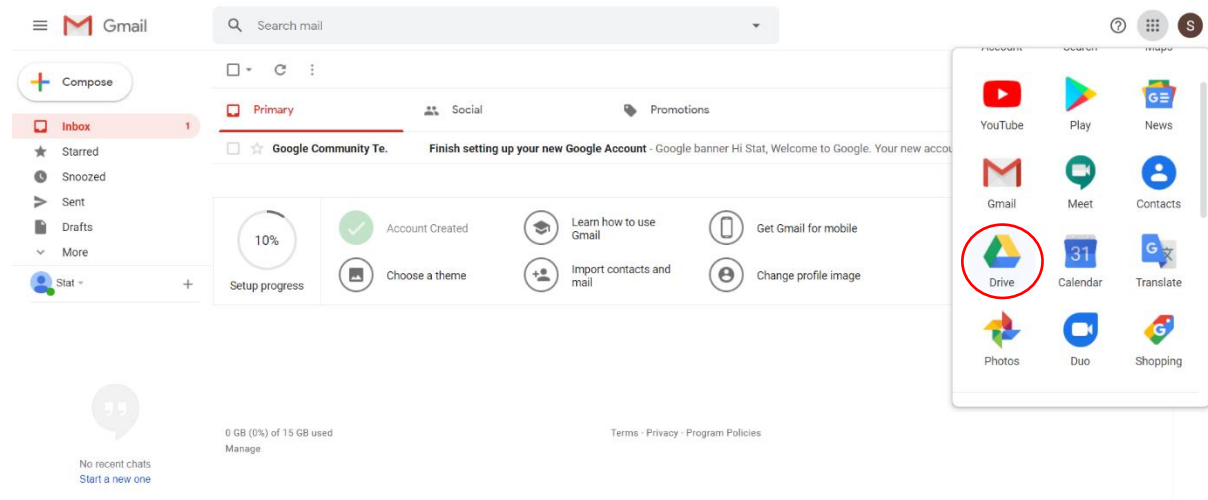 Gmail
Search mail
S
Account Search Maps
Compose
Primary
Social
Promotions
YouTube Play News
Inbox 1
Starred
Google Community Te. Finish setting up your new Google Account - Google banner Hi Stat, Welcome to Google. Your new accou
Snoozed
Sent
Gmail Meet Contacts
Drafts
More
10%
Setup progress
Account Created
Learn how to use
Gmail
Get Gmail for mobile
Choose a theme
Import contacts and
mail
Change profile image
Stat
31
Drive Calendar Translate
Photos Duo Shopping
0 GB (0%) of 15 GB used
Manage
Terms · Privacy · Program Policies
No recent chats
Start a new one